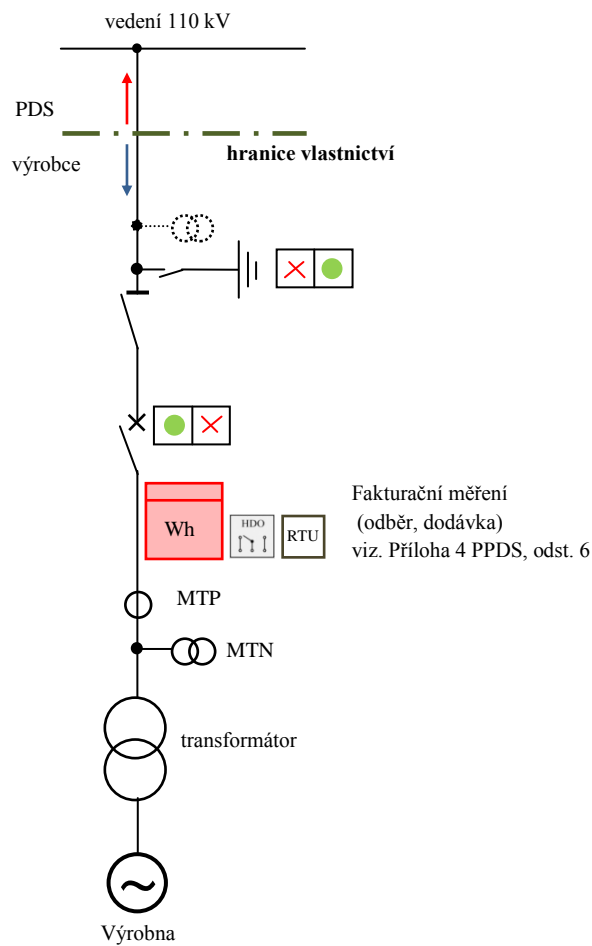 vedení 110 kV
PDS
hranice vlastnictví
výrobce
Wh
HDO
RTU
Fakturační měření
(odběr, dodávka)
viz. Příloha 4 PPDS, odst. 6
MTP
MTN
transformátor
Výrobna